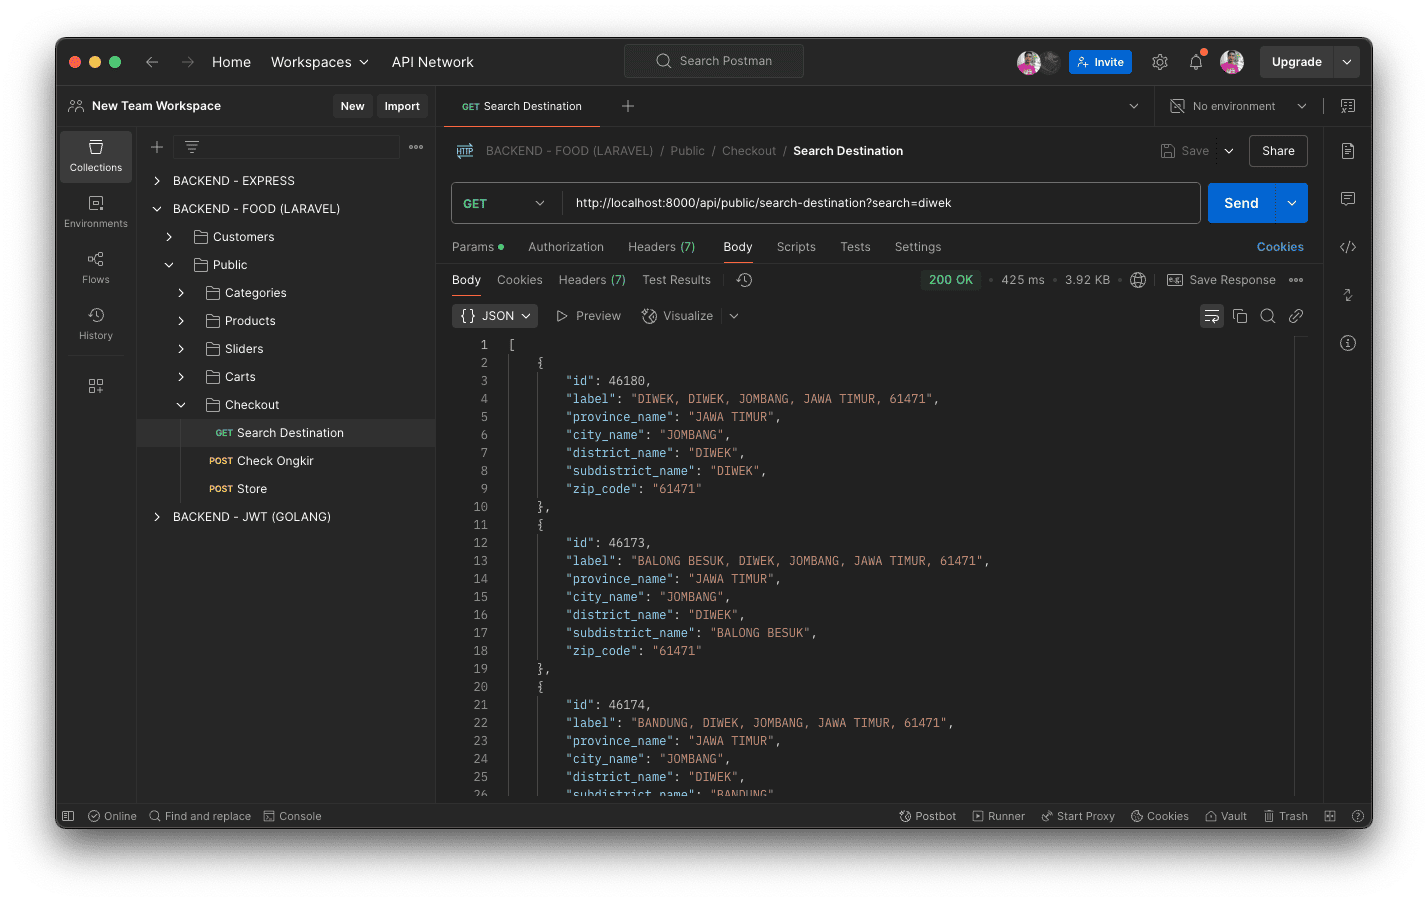 Home Workspaces API Network Search Postman Invite Upgrade
New Team Workspace New Import GET Search Destination No environment
Collections
Environments
Flows
History
BACKEND - EXPRESS
BACKEND - FOOD (LARAVEL)
Customers
Public
Categories
Products
Sliders
Carts
Checkout
GET Search Destination
POST Check Ongkir
POST Store
BACKEND - JWT (GOLANG)
HTTP BACKEND - FOOD (LARAVEL) / Public / Checkout / Search Destination Save Share
GET http://localhost:8000/api/public/search-destination?search=diwek Send
Params Authorization Headers (7) Body Scripts Tests Settings Cookies
Body Cookies Headers (7) Test Results 200 OK 425 ms 3.92 KB e.g. Save Response
{} JSON Preview Visualize
1 [
2 {
3 "id": 46180,
4 "label": "DIWEK, DIWEK, JOMBANG, JAWA TIMUR, 61471",
5 "province_name": "JAWA TIMUR",
6 "city_name": "JOMBANG",
7 "district_name": "DIWEK",
8 "subdistrict_name": "DIWEK",
9 "zip_code": "61471"
10 },
11 {
12 "id": 46173,
13 "label": "BALONG BESUK, DIWEK, JOMBANG, JAWA TIMUR, 61471",
14 "province_name": "JAWA TIMUR",
15 "city_name": "JOMBANG",
16 "district_name": "DIWEK",
17 "subdistrict_name": "BALONG BESUK",
18 "zip_code": "61471"
19 },
20 {
21 "id": 46174,
22 "label": "BANDUNG, DIWEK, JOMBANG, JAWA TIMUR, 61471",
23 "province_name": "JAWA TIMUR",
24 "city_name": "JOMBANG",
25 "district_name": "DIWEK",
26 "subdistrict_name": "BANDUNG"
Online Find and replace Console Postbot Runner Start Proxy Cookies Vault Trash